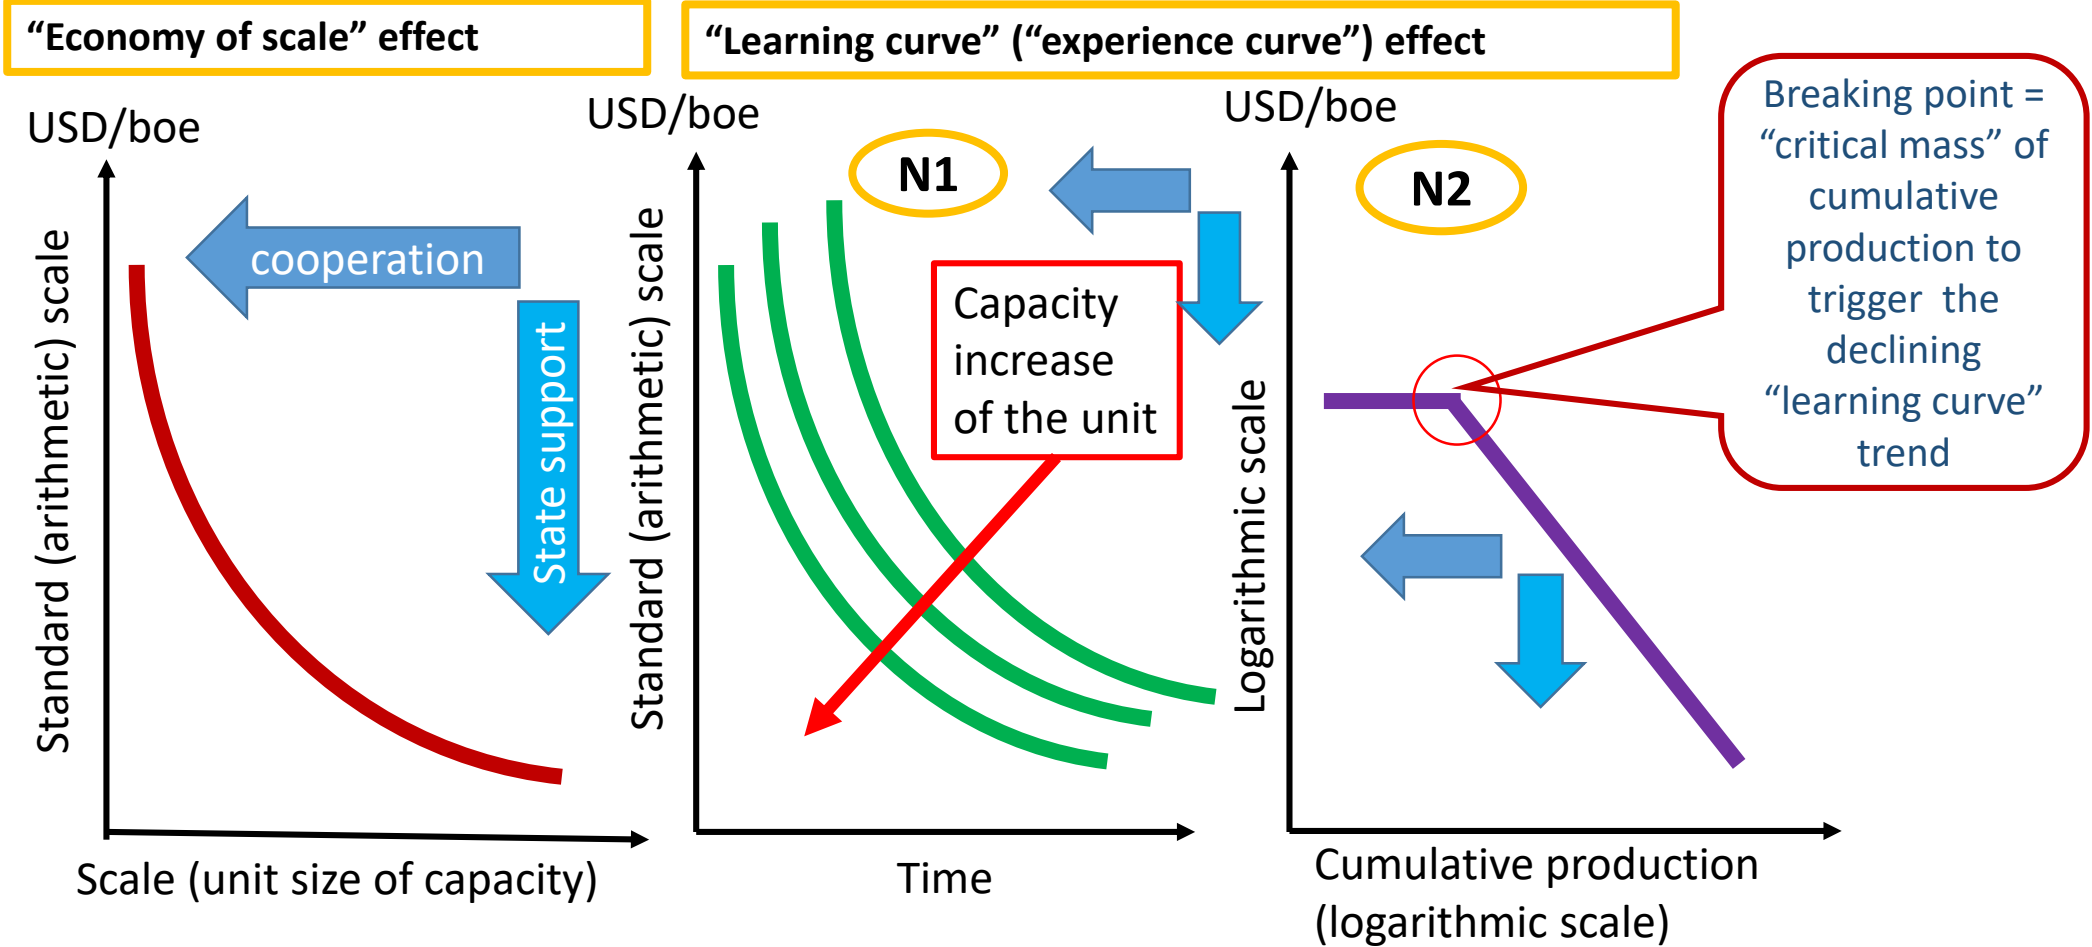 “Economy of scale” effect
“Learning curve” (“experience curve”) effect
USD/boe
Standard (arithmetic) scale
cooperation
State support
Scale (unit size of capacity)
USD/boe
Standard (arithmetic) scale
N1
Capacity
increase
of the unit
Time
USD/boe
Logarithmic scale
N2
Cumulative production
(logarithmic scale)
Breaking point =
“critical mass” of
cumulative
production to
trigger the
declining
“learning curve”
trend